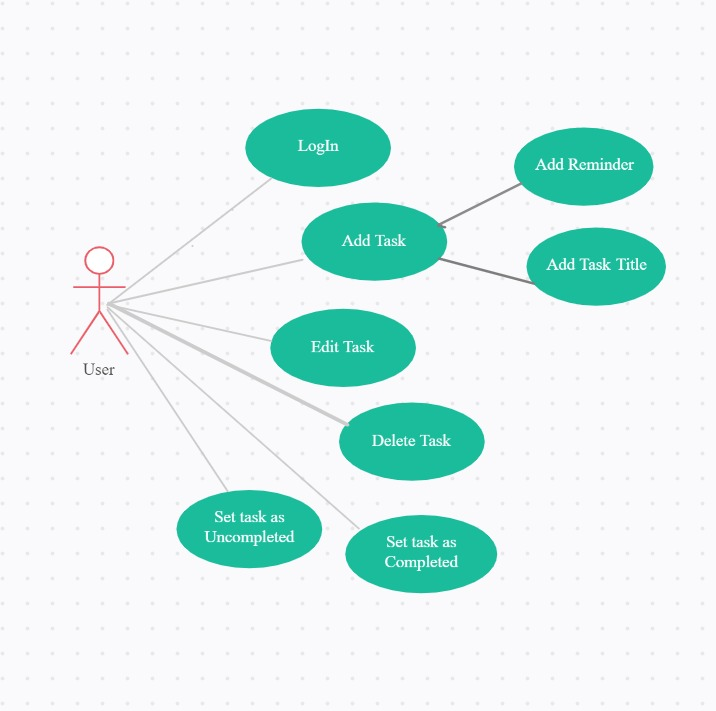 LogIn
Add Reminder
Add Task
Add Task Title
Edit Task
User
Delete Task
Set task as
Uncompleted
Set task as
Completed